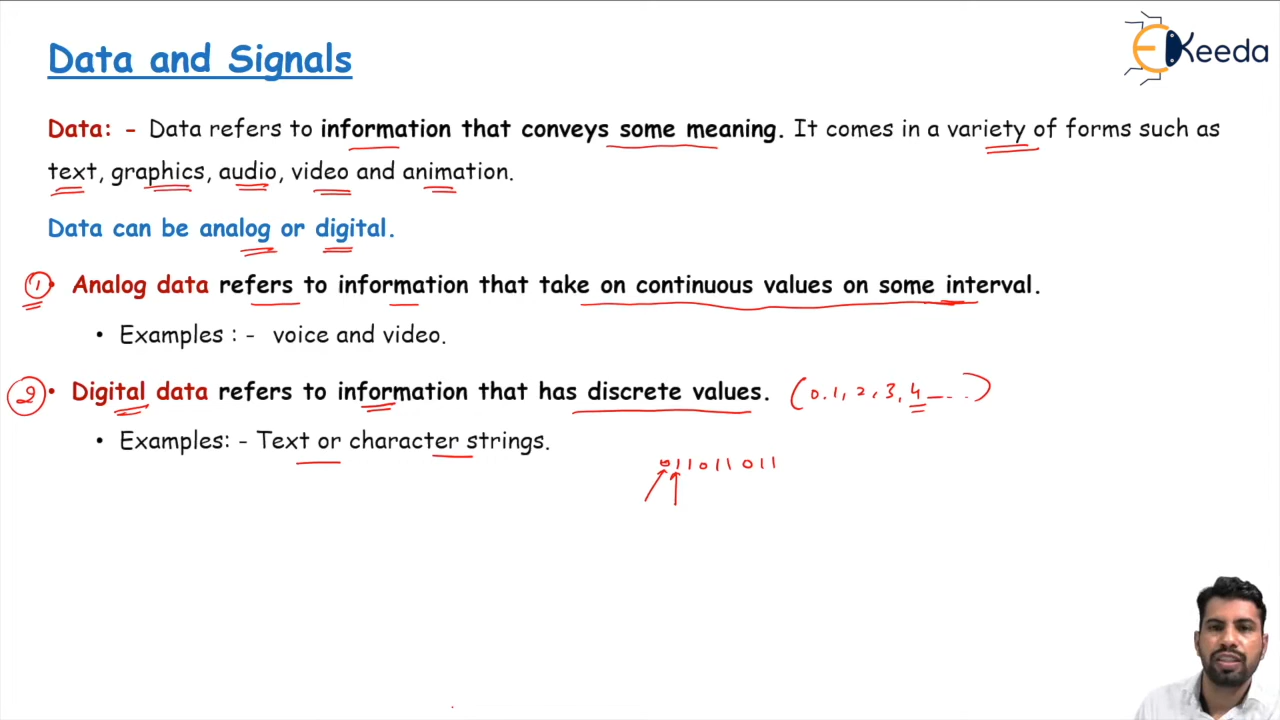 Data and Signals
EKeeda
Data: - Data refers to information that conveys some meaning. It comes in a variety of forms such as
text, graphics, audio, video and animation.
Data can be analog or digital.
1 • Analog data refers to information that take on continuous values on some interval.
• Examples : - voice and video.
2 • Digital data refers to information that has discrete values. (0.1, 2, 3, 4 - . . )
• Examples: - Text or character strings.
011011011